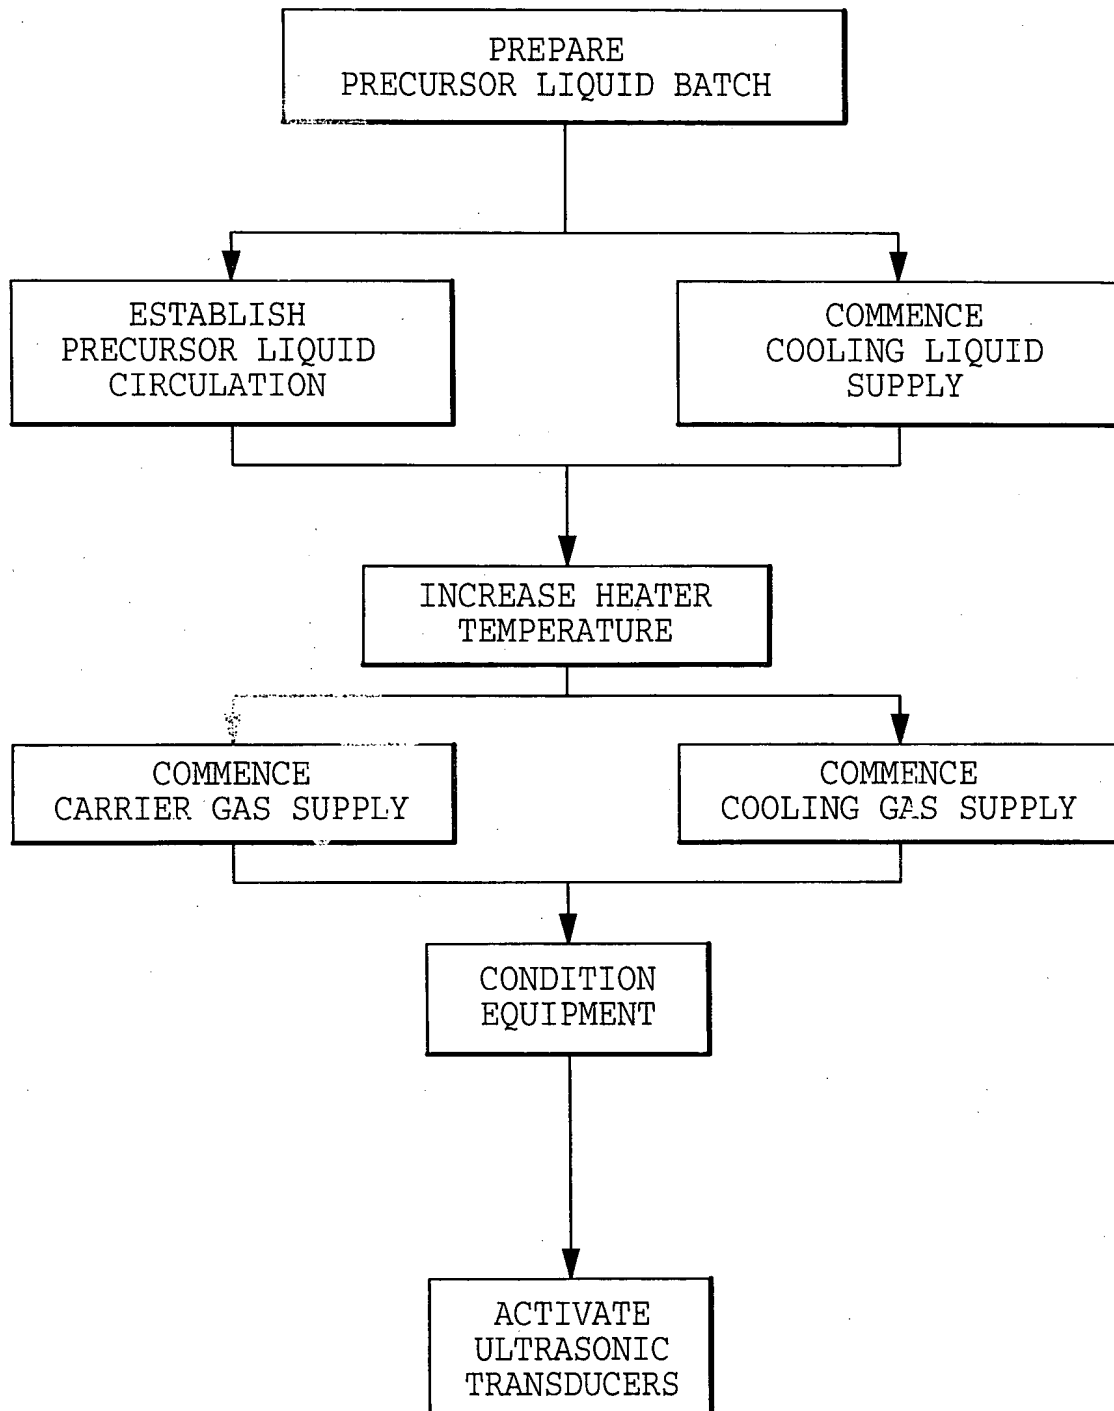 PREPARE
PRECURSOR LIQUID BATCH
ESTABLISH
PRECURSOR LIQUID
CIRCULATION
COMMENCE
COOLING LIQUID
SUPPLY
INCREASE HEATER
TEMPERATURE
COMMENCE
CARRIER GAS SUPPLY
COMMENCE
COOLING GAS SUPPLY
CONDITION
EQUIPMENT
ACTIVATE
ULTRASONIC
TRANSDUCERS